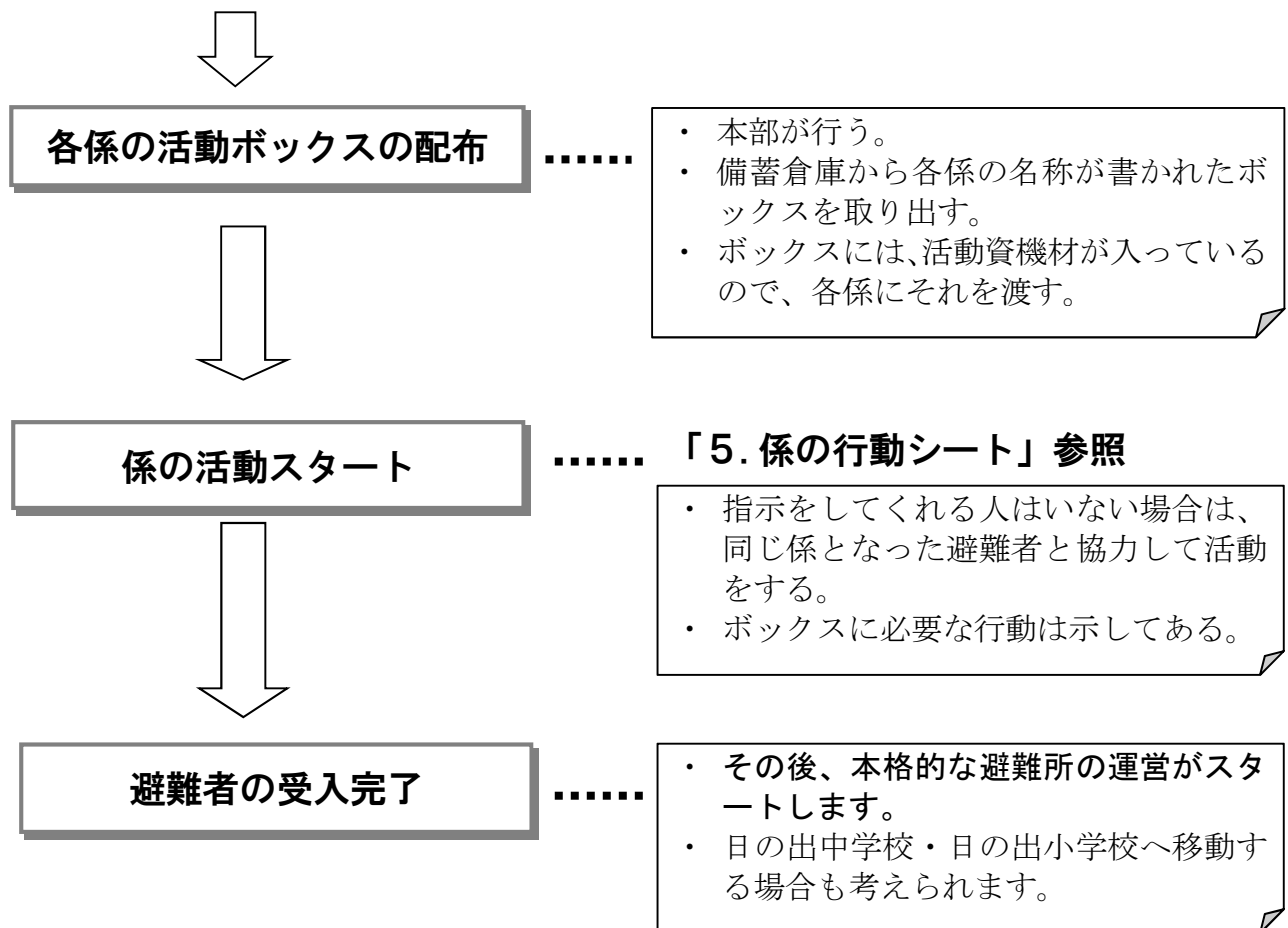 各係の活動ボックスの配布
・ 本部が行う。
・ 備蓄倉庫から各係の名称が書かれたボ
ックスを取り出す。
・ ボックスには、活動資機材が入っている
ので、各係にそれを渡す。
係の活動スタート
「５.係の行動シート」参照
・ 指示をしてくれる人はいない場合は、
同じ係となった避難者と協力して活動
をする。
・ ボックスに必要な行動は示してある。
避難者の受入完了
・ その後、本格的な避難所の運営がスタ
ートします。
・ 日の出中学校・日の出小学校へ移動す
る場合も考えられます。